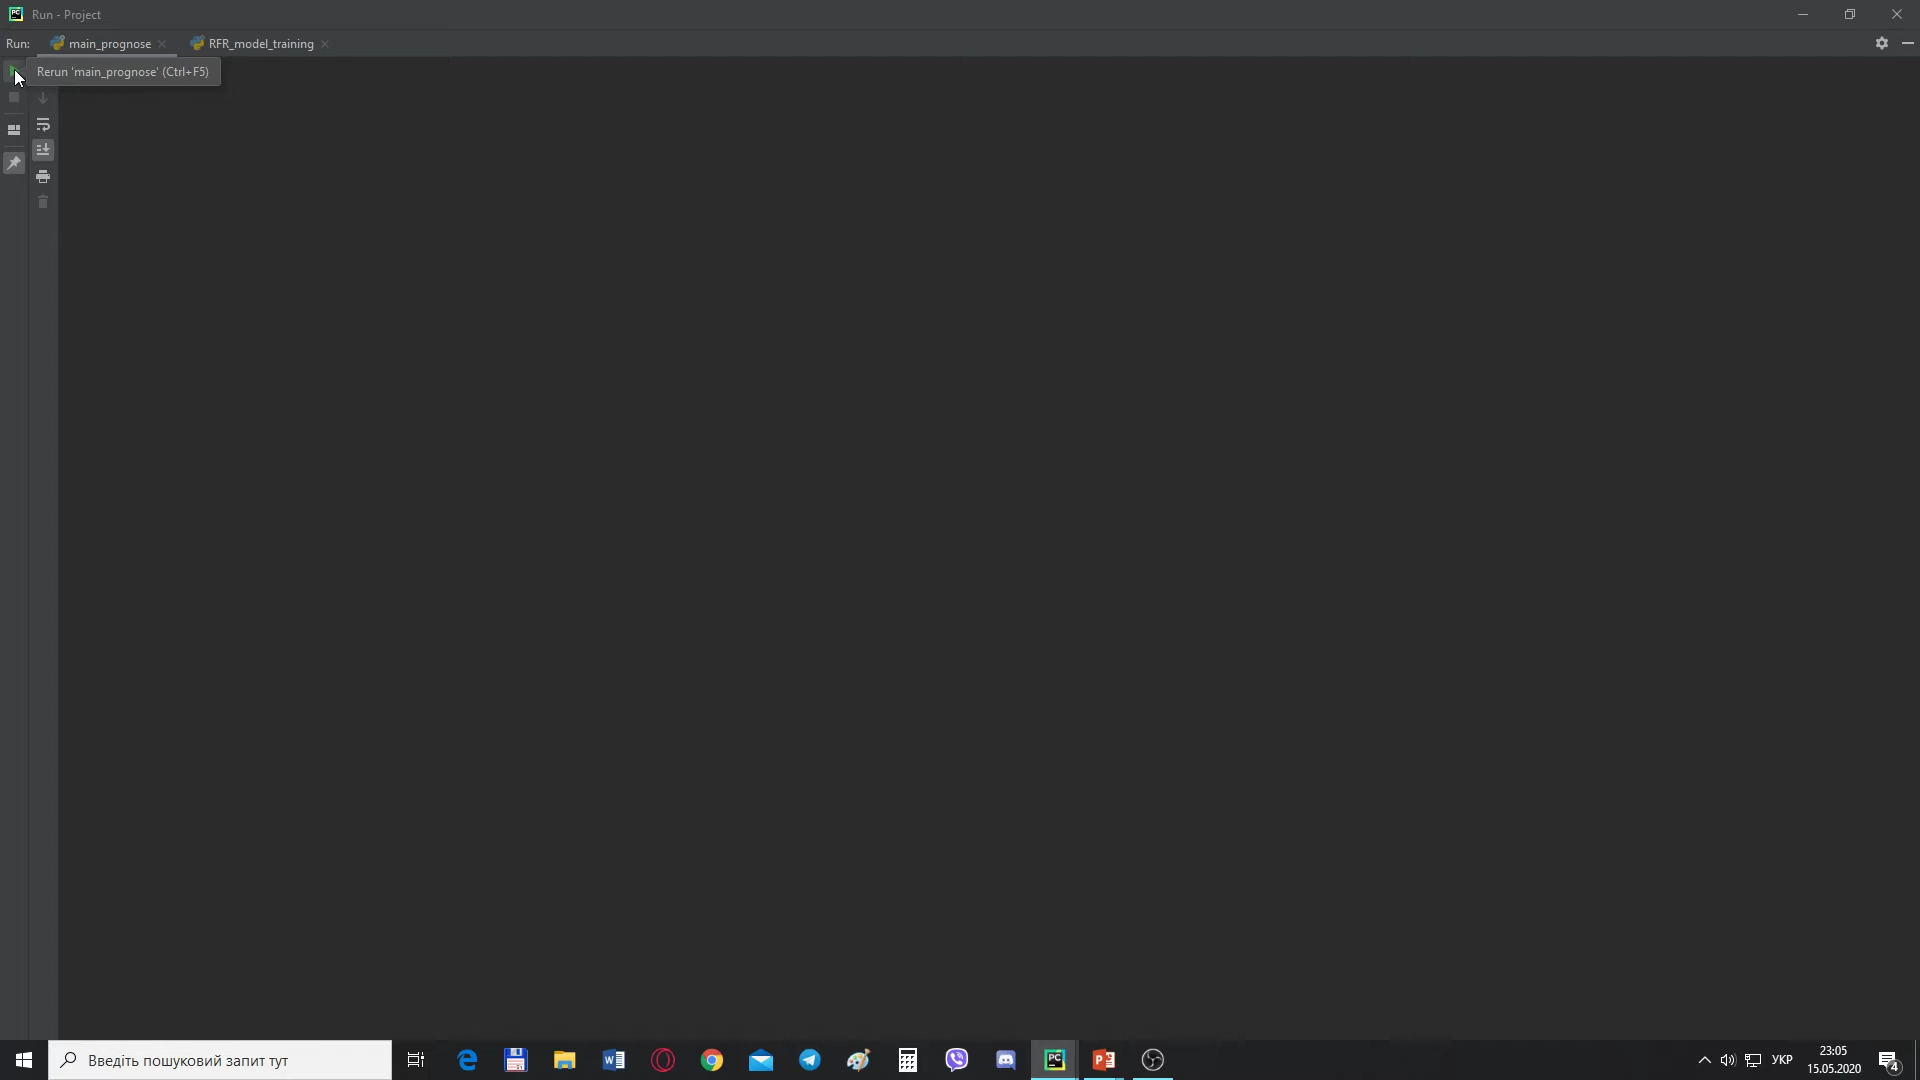 Run - Project
Run:
main_prognose
RFR_model_training
Rerun 'main_prognose' (Ctrl+F5)
Введіть пошуковий запит тут
УКР
23:05
15.05.2020
4